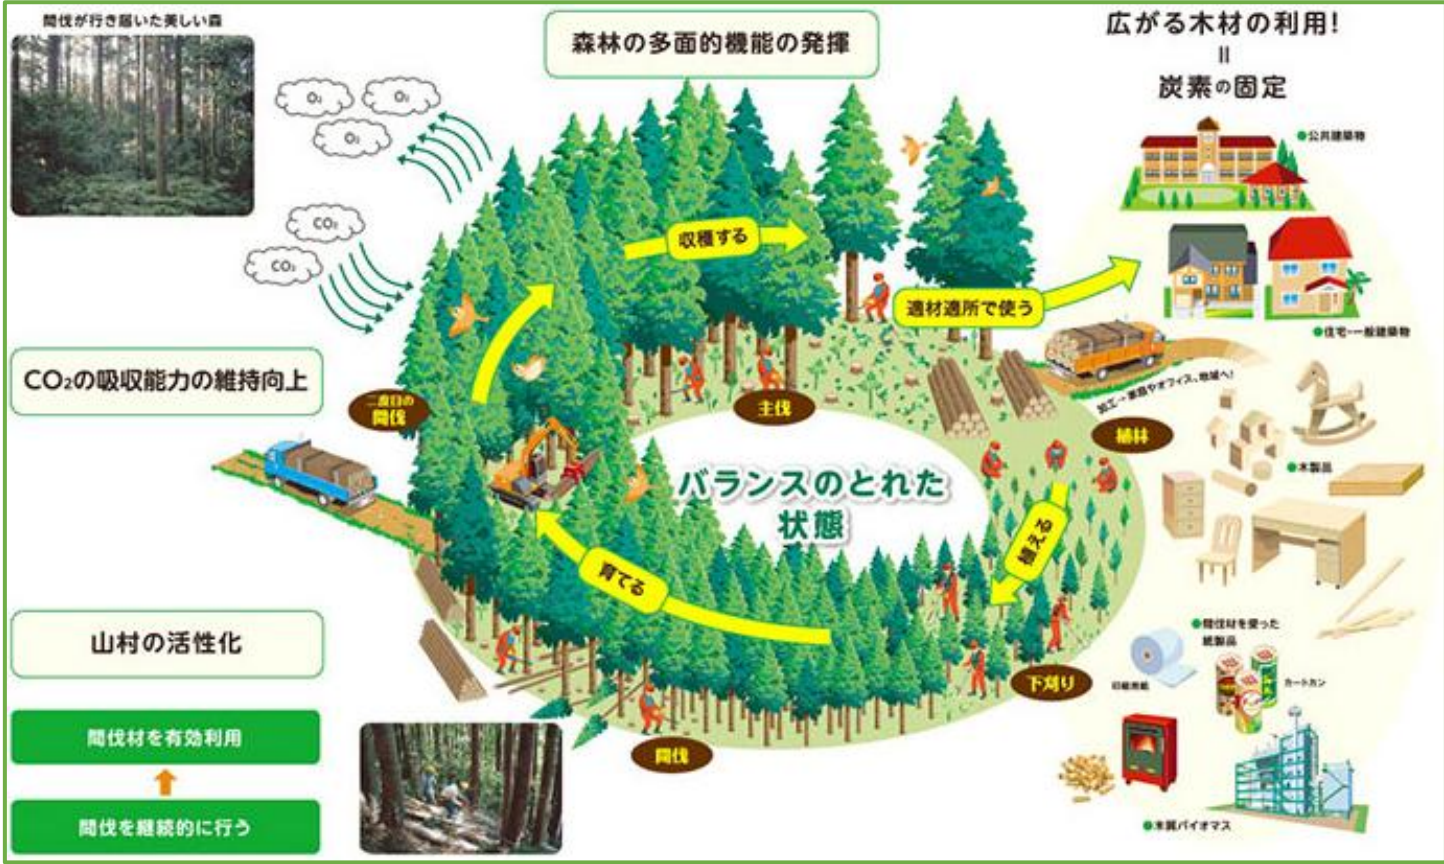 間伐が行き届いた美しい森
森林の多面的機能の発揮
広がる木材の利用!
=
炭素の固定
O₂
O₂
O₂
CO₂
CO₂
CO₂の吸収能力の維持向上
山村の活性化
間伐材を有効利用
間伐を継続的に行う
収穫する
適材適所で使う
二度目の
間伐
主伐
植林
バランスのとれた
状態
植える
育てる
下刈り
間伐
加工→家庭やオフィス、地域へ!
●公共建築物
●住宅・一般建築物
●木製品
●間伐材を使った
紙製品
印刷用紙
カートカン
●木質バイオマス